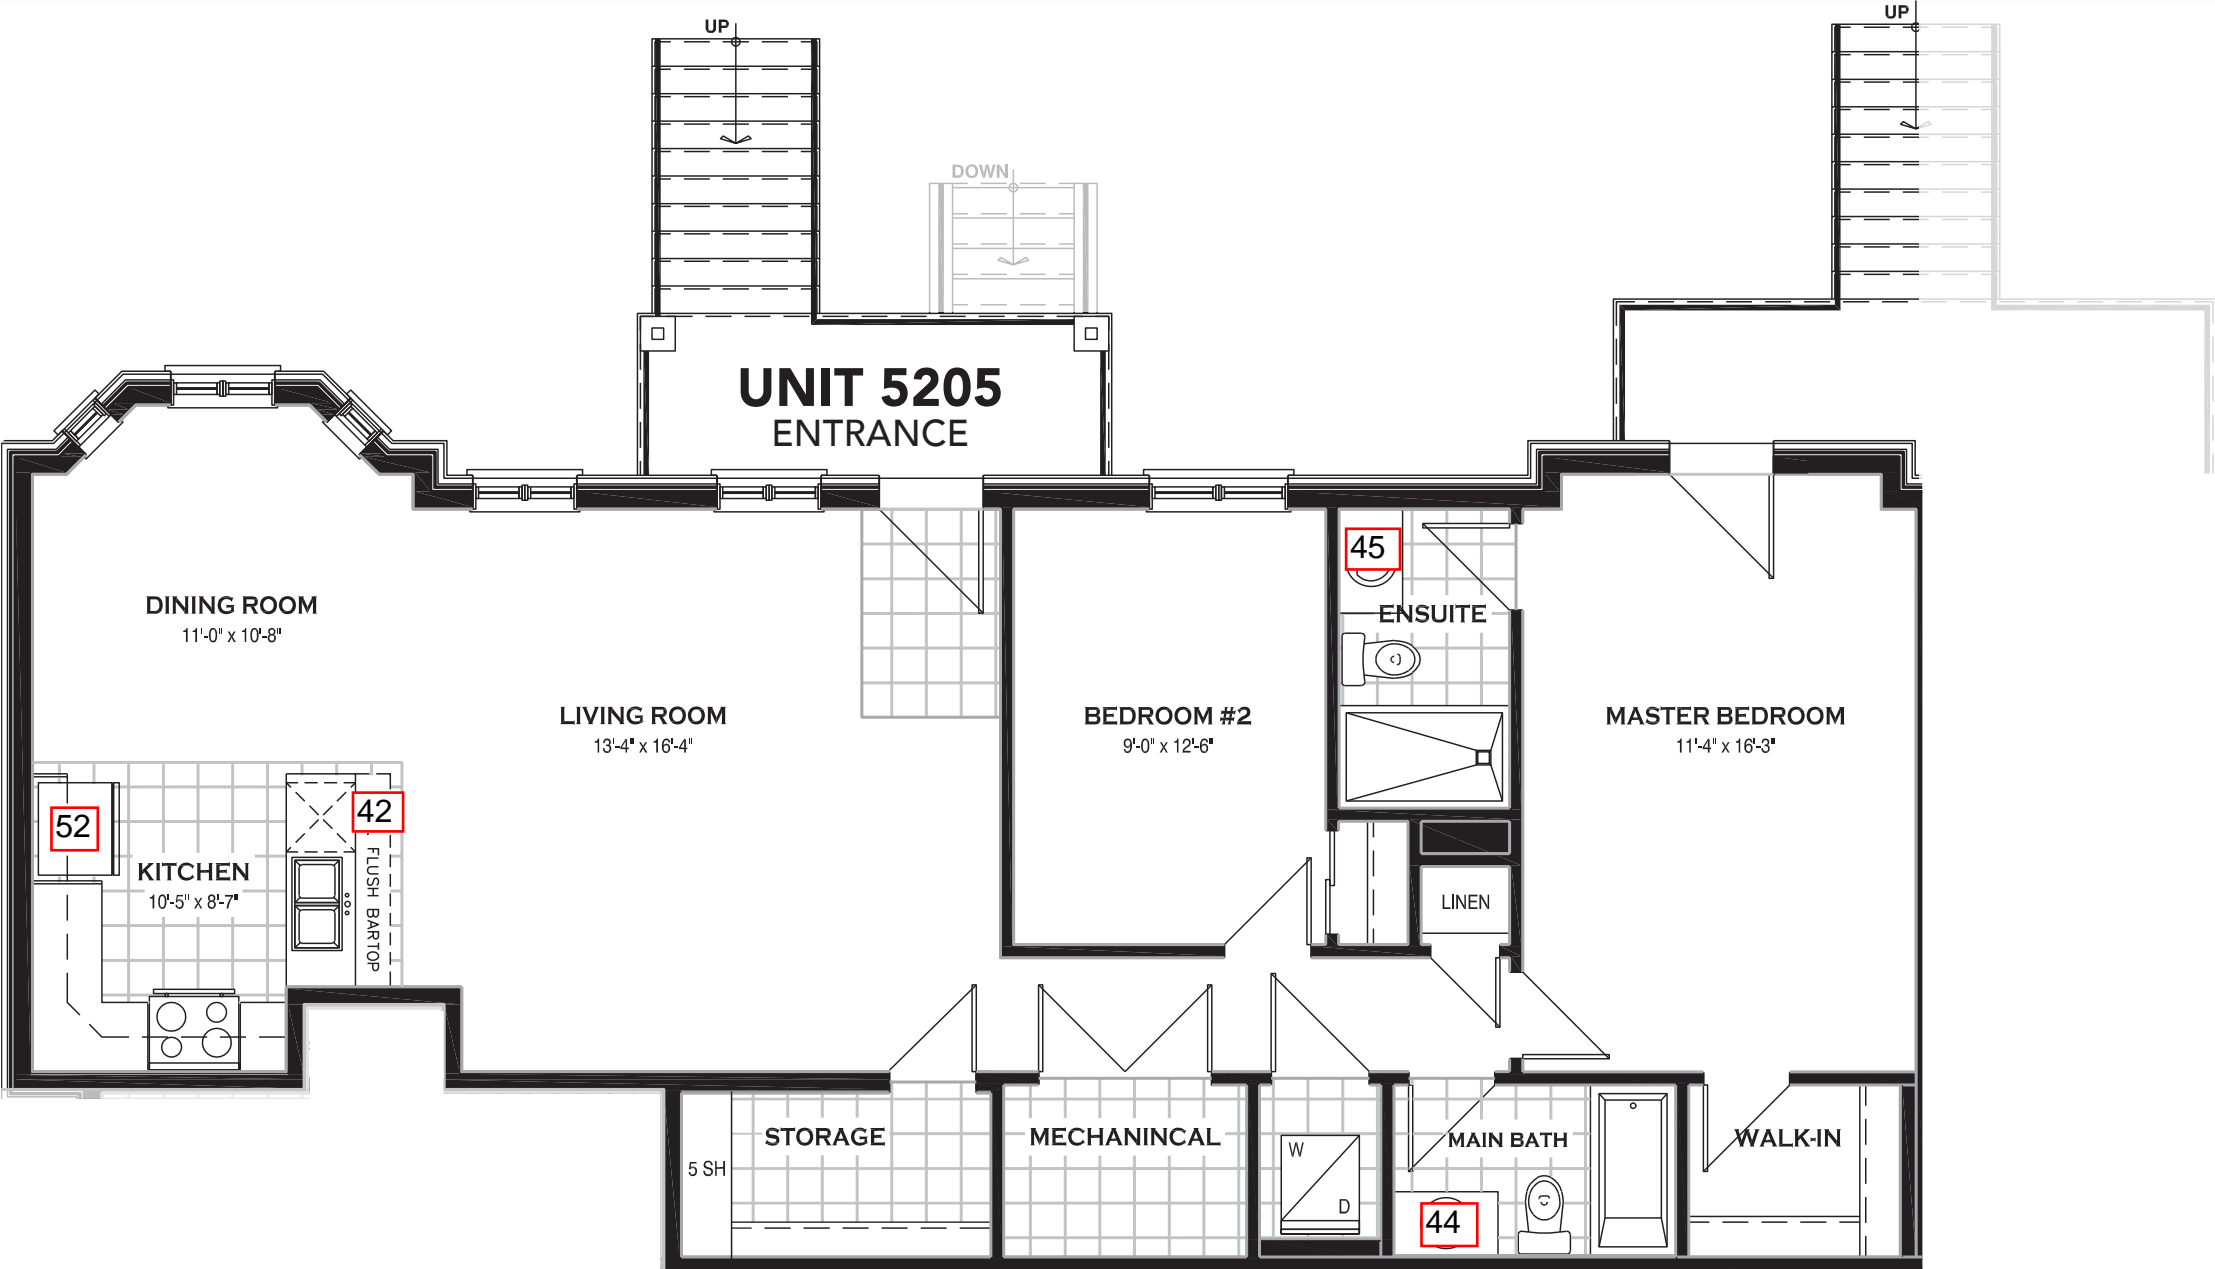 UP
UP
DOWN
UNIT 5205
ENTRANCE
45
DINING ROOM
11'-0" x 10'-8"
ENSUITE
LIVING ROOM
13'-4" x 16'-4"
BEDROOM #2
9'-0" x 12'-6"
MASTER BEDROOM
11'-4" x 16'-3"
52
42
KITCHEN
10'-5" x 8'-7"
FLUSH BARTOP
LINEN
STORAGE
MECHANINCAL
MAIN BATH
WALK-IN
5 SH
W
D
44